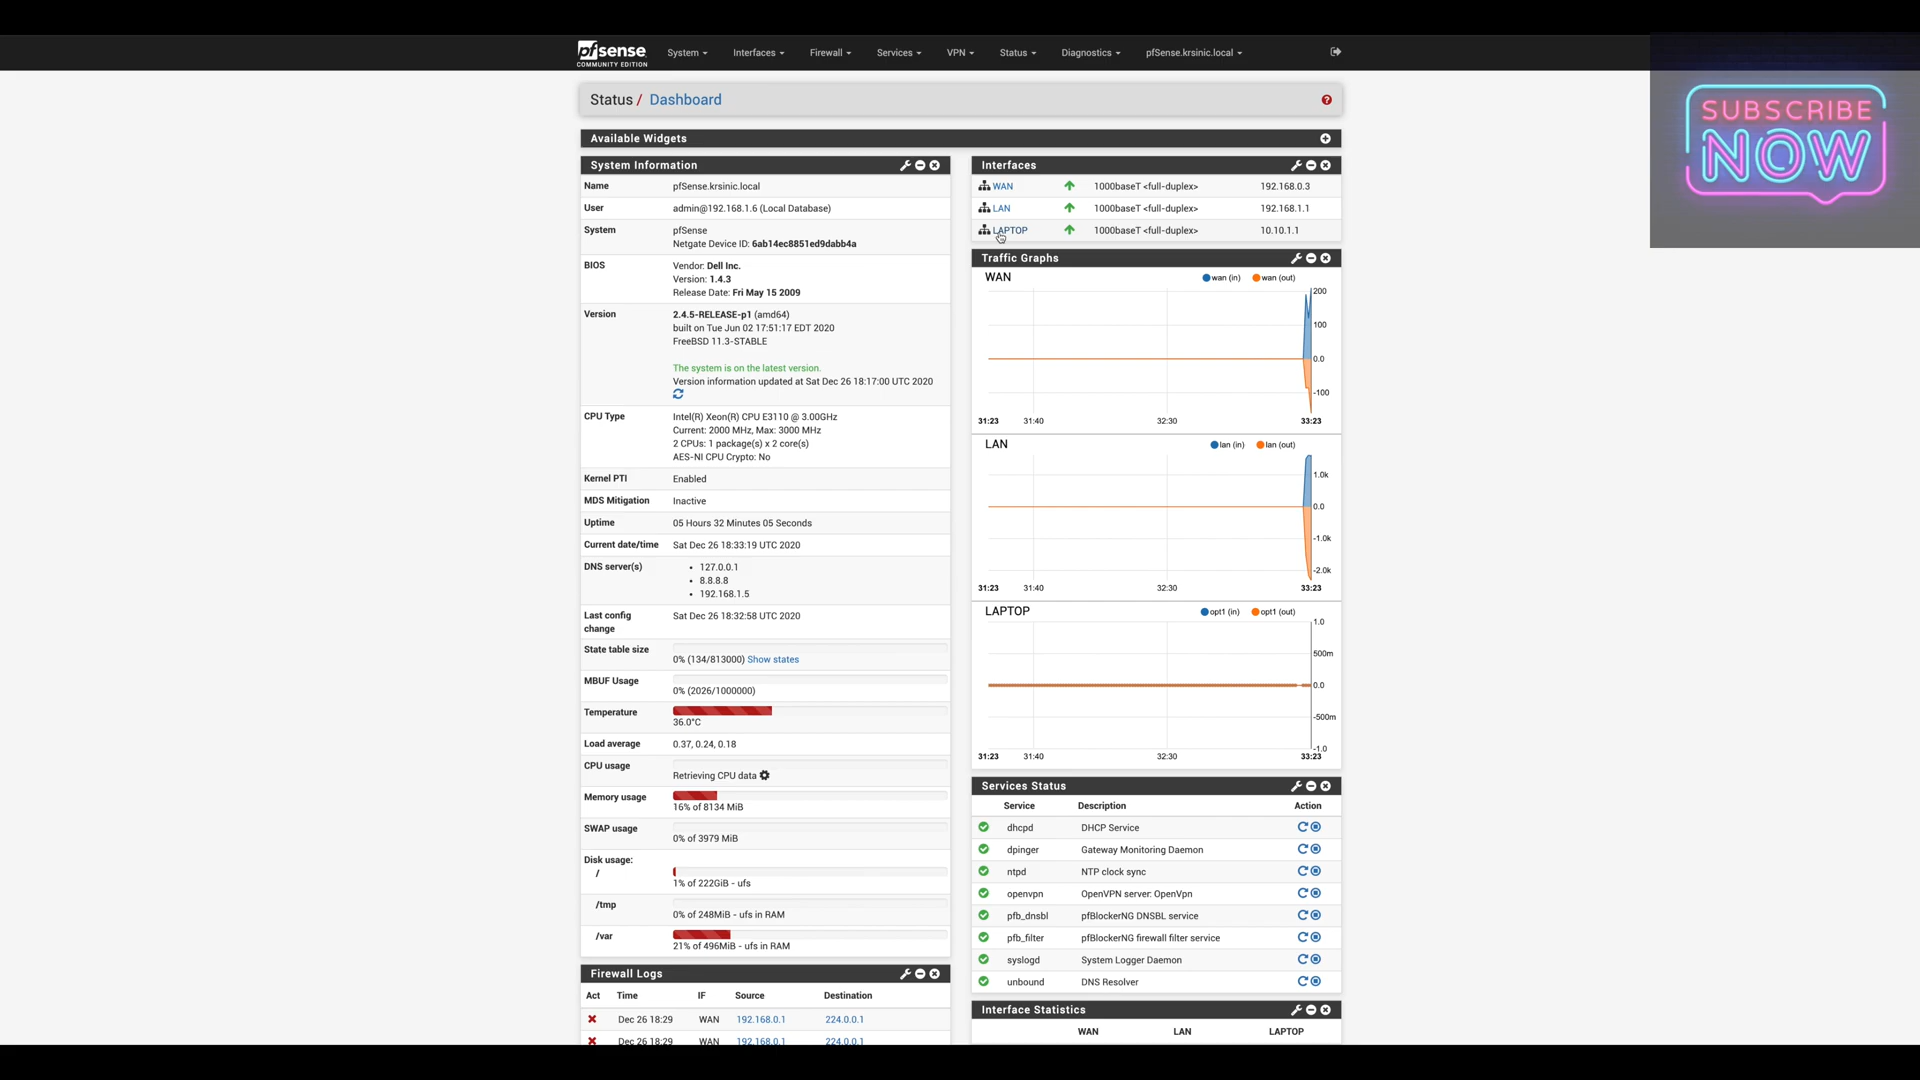 pfsense
COMMUNITY EDITION
System
Interfaces
Firewall
Services
VPN
Status
Diagnostics
pfSense.krsinic.local
SUBSCRIBE
NOW
Status / Dashboard
Available Widgets
System Information
Name pfSense.krsinic.local
User admin@192.168.1.6 (Local Database)
System pfSense
Netgate Device ID: 6ab14ec8851ed9dabb4a
BIOS Vendor: Dell Inc.
Version: 1.4.3
Release Date: Fri May 15 2009
Version 2.4.5-RELEASE-p1 (amd64)
built on Tue Jun 02 17:51:17 EDT 2020
FreeBSD 11.3-STABLE
The system is on the latest version.
Version information updated at Sat Dec 26 18:17:00 UTC 2020
CPU Type Intel(R) Xeon(R) CPU E3110 @ 3.00GHz
Current: 2000 MHz, Max: 3000 MHz
2 CPUs: 1 package(s) x 2 core(s)
AES-NI CPU Crypto: No
Kernel PTI Enabled
MDS Mitigation Inactive
Uptime 05 Hours 32 Minutes 05 Seconds
Current date/time Sat Dec 26 18:33:19 UTC 2020
DNS server(s)
• 127.0.0.1
• 8.8.8.8
• 192.168.1.5
Last config change Sat Dec 26 18:32:58 UTC 2020
State table size 0% (134/813000) Show states
MBUF Usage 0% (2026/1000000)
Temperature 36.0°C
Load average 0.37, 0.24, 0.18
CPU usage Retrieving CPU data
Memory usage 16% of 8134 MiB
SWAP usage 0% of 3979 MiB
Disk usage:
/ 1% of 222GiB - ufs
/tmp 0% of 248MiB - ufs in RAM
/var 21% of 496MiB - ufs in RAM
Firewall Logs
Act Time IF Source Destination
Dec 26 18:29 WAN 192.168.0.1 224.0.0.1
Dec 26 18:29 WAN 192.168.0.1 224.0.0.1
Interfaces
WAN 1000baseT <full-duplex> 192.168.0.3
LAN 1000baseT <full-duplex> 192.168.1.1
LAPTOP 1000baseT <full-duplex> 10.10.1.1
Traffic Graphs
WAN wan (in) wan (out)
200
100
0.0
-100
31:23 31:40 32:30 33:23
LAN lan (in) lan (out)
1.0k
0.0
-1.0k
-2.0k
31:23 31:40 32:30 33:23
LAPTOP opt1 (in) opt1 (out)
1.0
500m
0.0
-500m
-1.0
31:23 31:40 32:30 33:23
Services Status
Service Description Action
dhcpd DHCP Service
dpinger Gateway Monitoring Daemon
ntpd NTP clock sync
openvpn OpenVPN server: OpenVpn
pfb_dnsbl pfBlockerNG DNSBL service
pfb_filter pfBlockerNG firewall filter service
syslogd System Logger Daemon
unbound DNS Resolver
Interface Statistics
WAN LAN LAPTOP